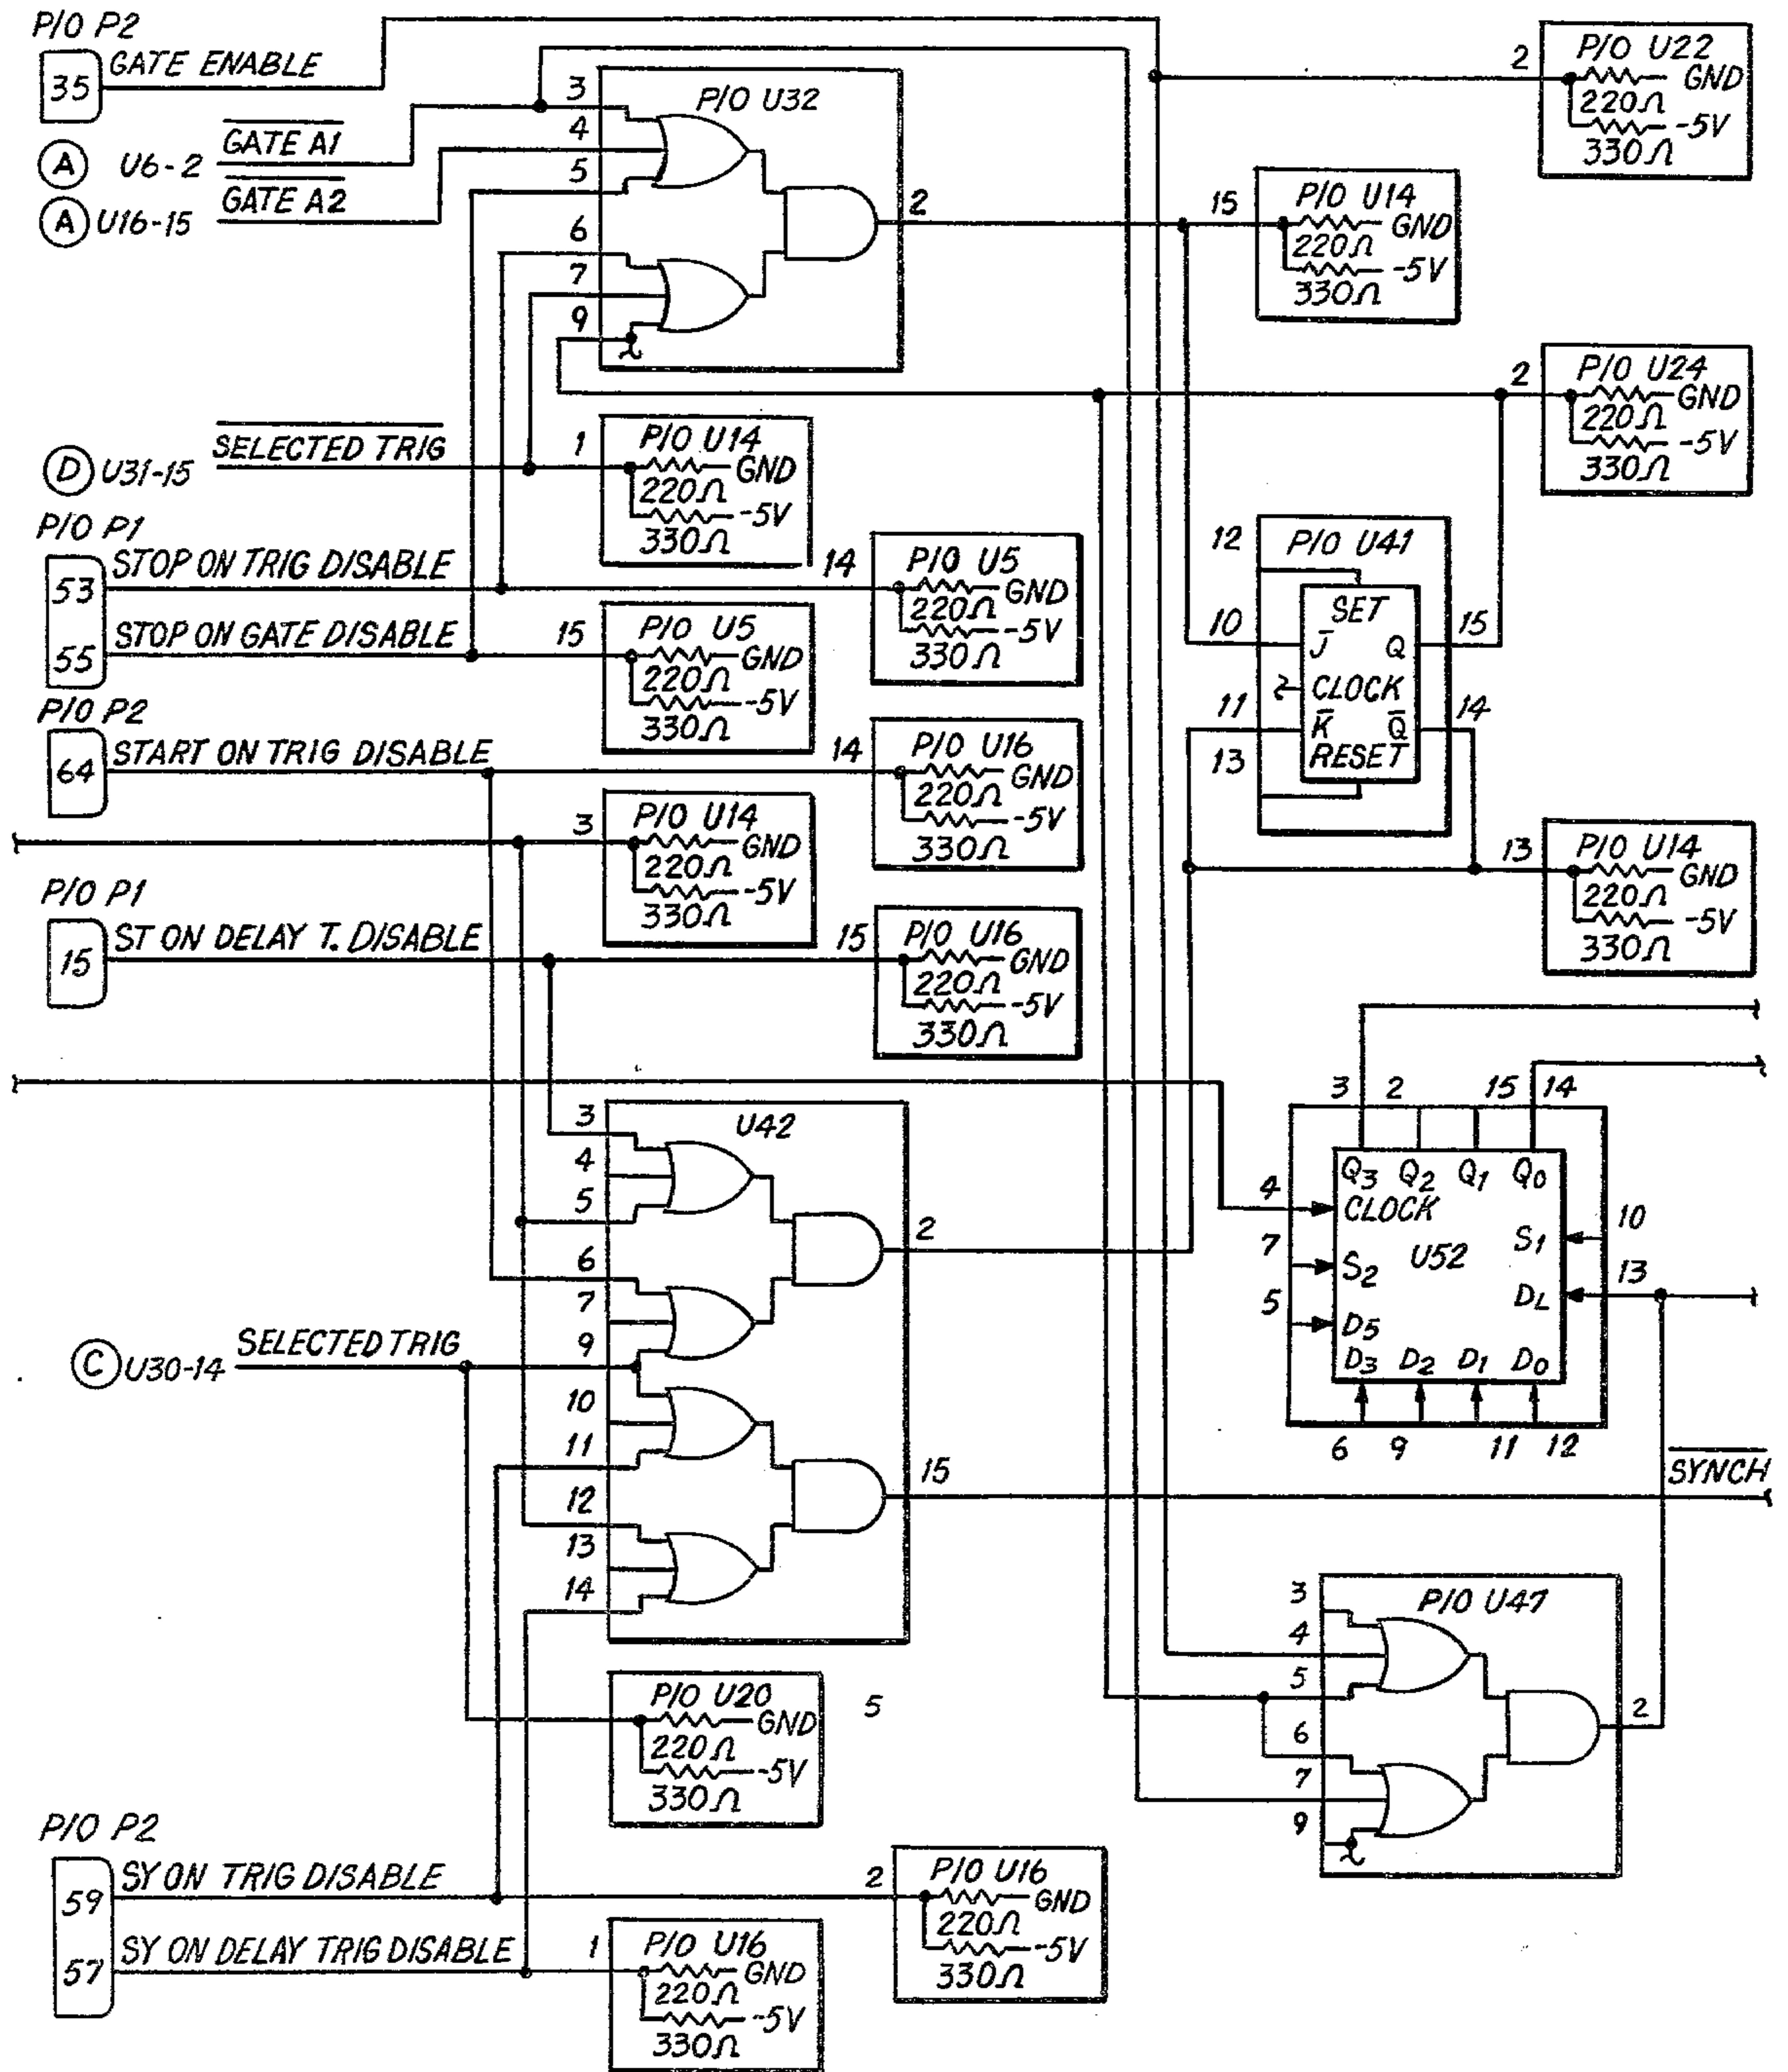 P/O P2
35
GATE ENABLE
A
U6-2
GATE A1
A
U16-15
GATE A2
3
4
5
6
7
9
P/O U32
2
2
P/O U22
GND
220Ω
-5V
330Ω
15
P/O U14
GND
220Ω
-5V
330Ω
2
P/O U24
GND
220Ω
-5V
330Ω
D
U31-15
SELECTED TRIG
1
P/O U14
GND
220Ω
-5V
330Ω
P/O P1
53
STOP ON TRIG DISABLE
14
P/O U5
GND
220Ω
-5V
330Ω
55
STOP ON GATE DISABLE
15
P/O U5
GND
220Ω
-5V
330Ω
12
P/O U41
SET
10
J̅
Q
15
CLOCK
11
K̅
Q̅
14
13
RESET
P/O P2
64
START ON TRIG DISABLE
14
P/O U16
GND
220Ω
-5V
330Ω
3
P/O U14
GND
220Ω
-5V
330Ω
13
P/O U14
GND
220Ω
-5V
330Ω
P/O P1
15
ST ON DELAY T. DISABLE
15
P/O U16
GND
220Ω
-5V
330Ω
3
4
5
6
7
9
10
11
12
13
14
U42
2
15
C
U30-14
SELECTED TRIG
3 2 15 14
Q3 Q2 Q1 Q0
4
CLOCK
10
S1
7
S2
U52
13
DL
5
D5
D3 D2 D1 D0
6 9 11 12
SYNCH
3
4
5
6
7
9
P/O U47
2
P/O U20
GND
220Ω
-5V
330Ω
5
P/O P2
59
SY ON TRIG DISABLE
2
P/O U16
GND
220Ω
-5V
330Ω
57
SY ON DELAY TRIG DISABLE
1
P/O U16
GND
220Ω
-5V
330Ω